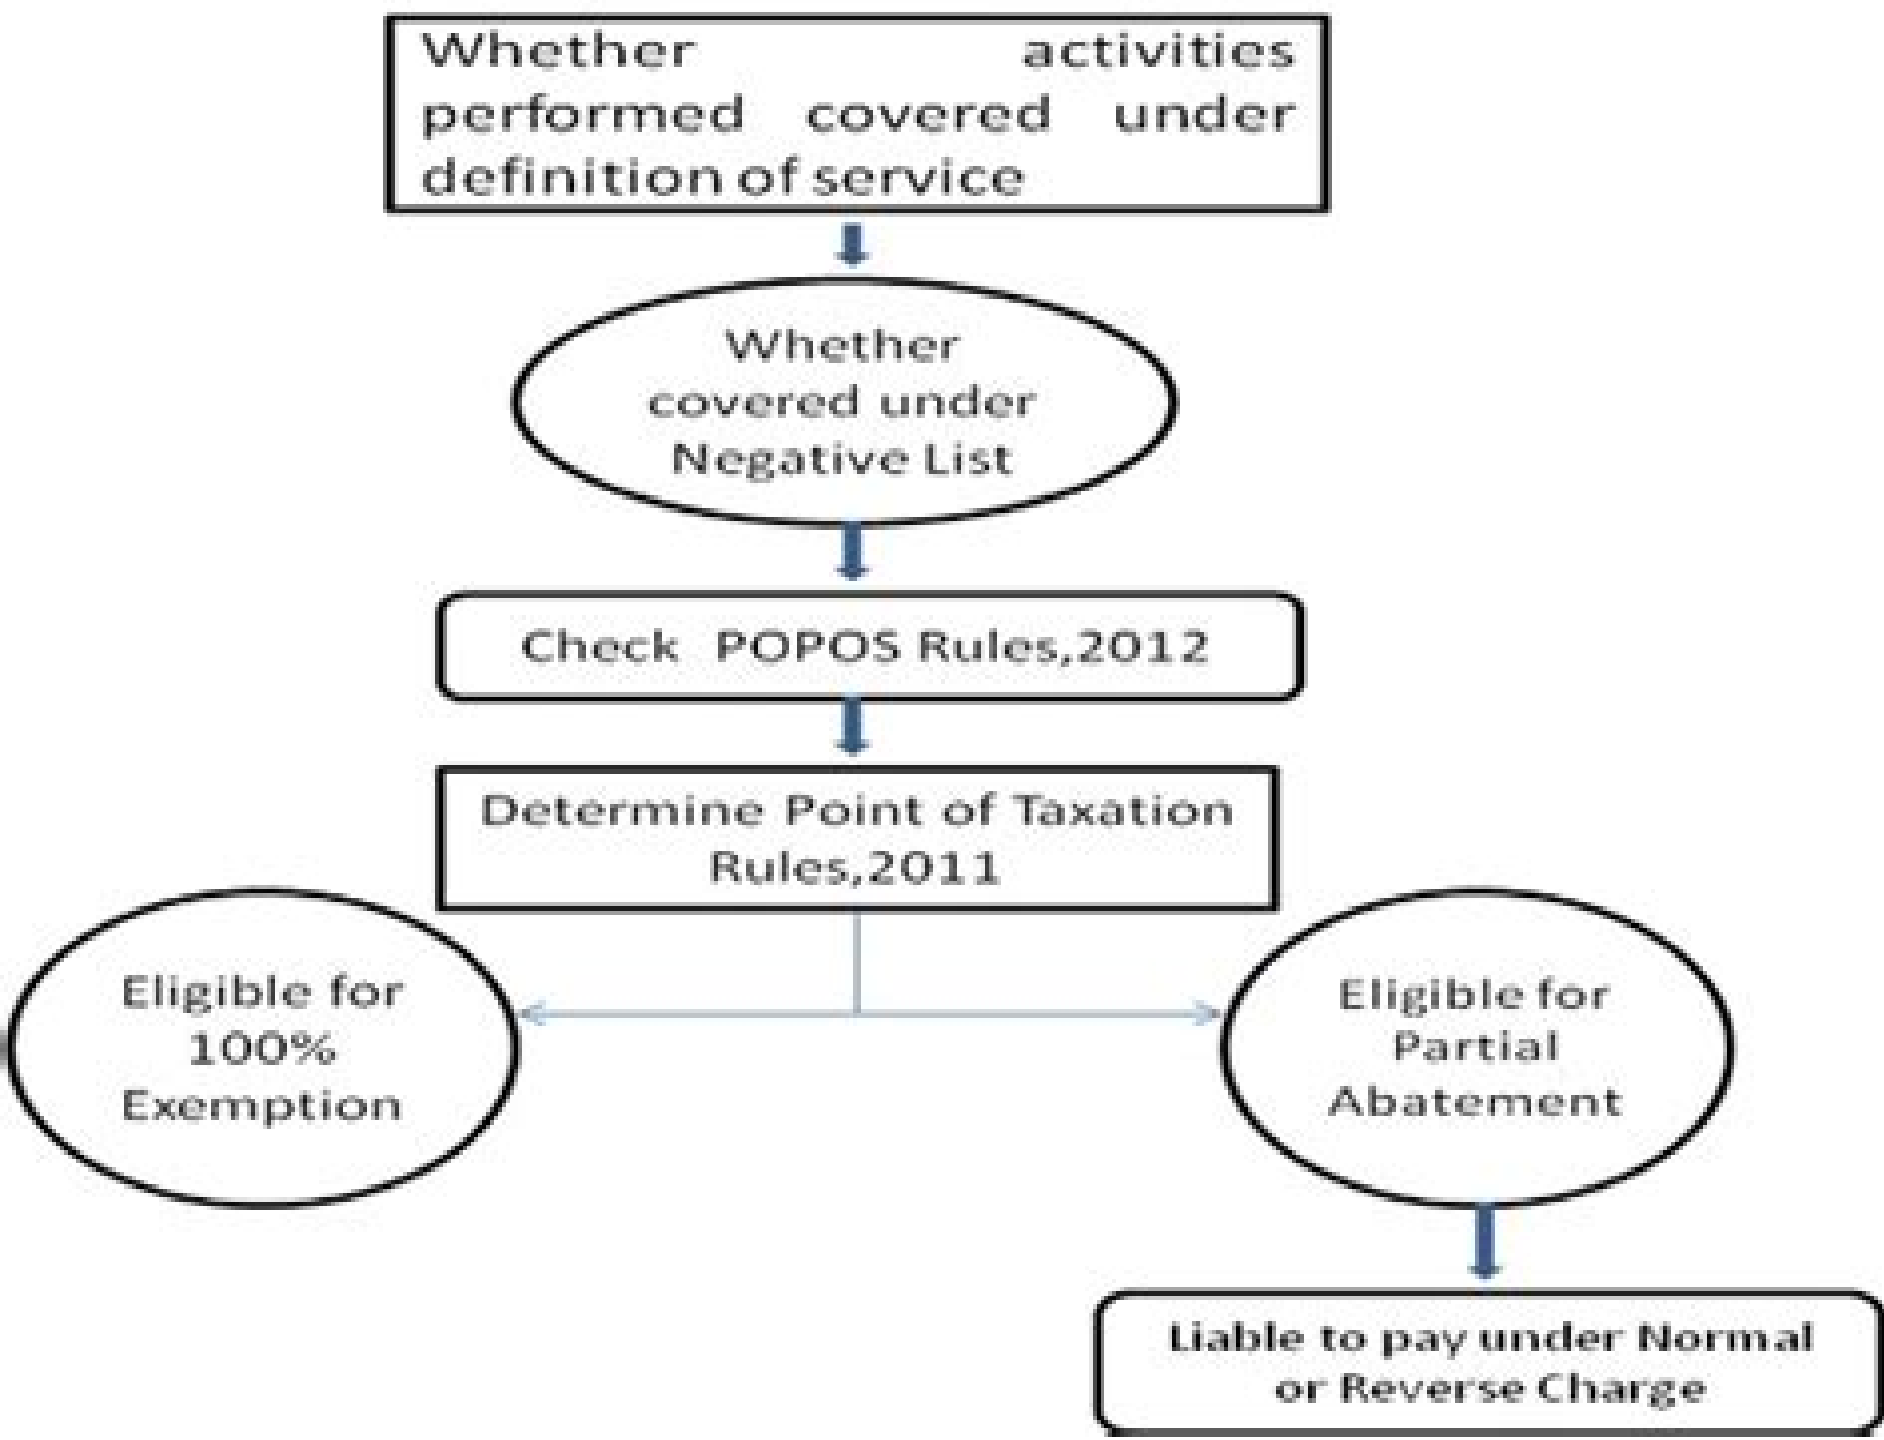 Whether activities
performed covered under
definition of service
Whether
covered under
Negative List
Check POPOS Rules,2012
Determine Point of Taxation
Rules,2011
Eligible for
100%
Exemption
Eligible for
Partial
Abatement
Liable to pay under Normal
or Reverse Charge